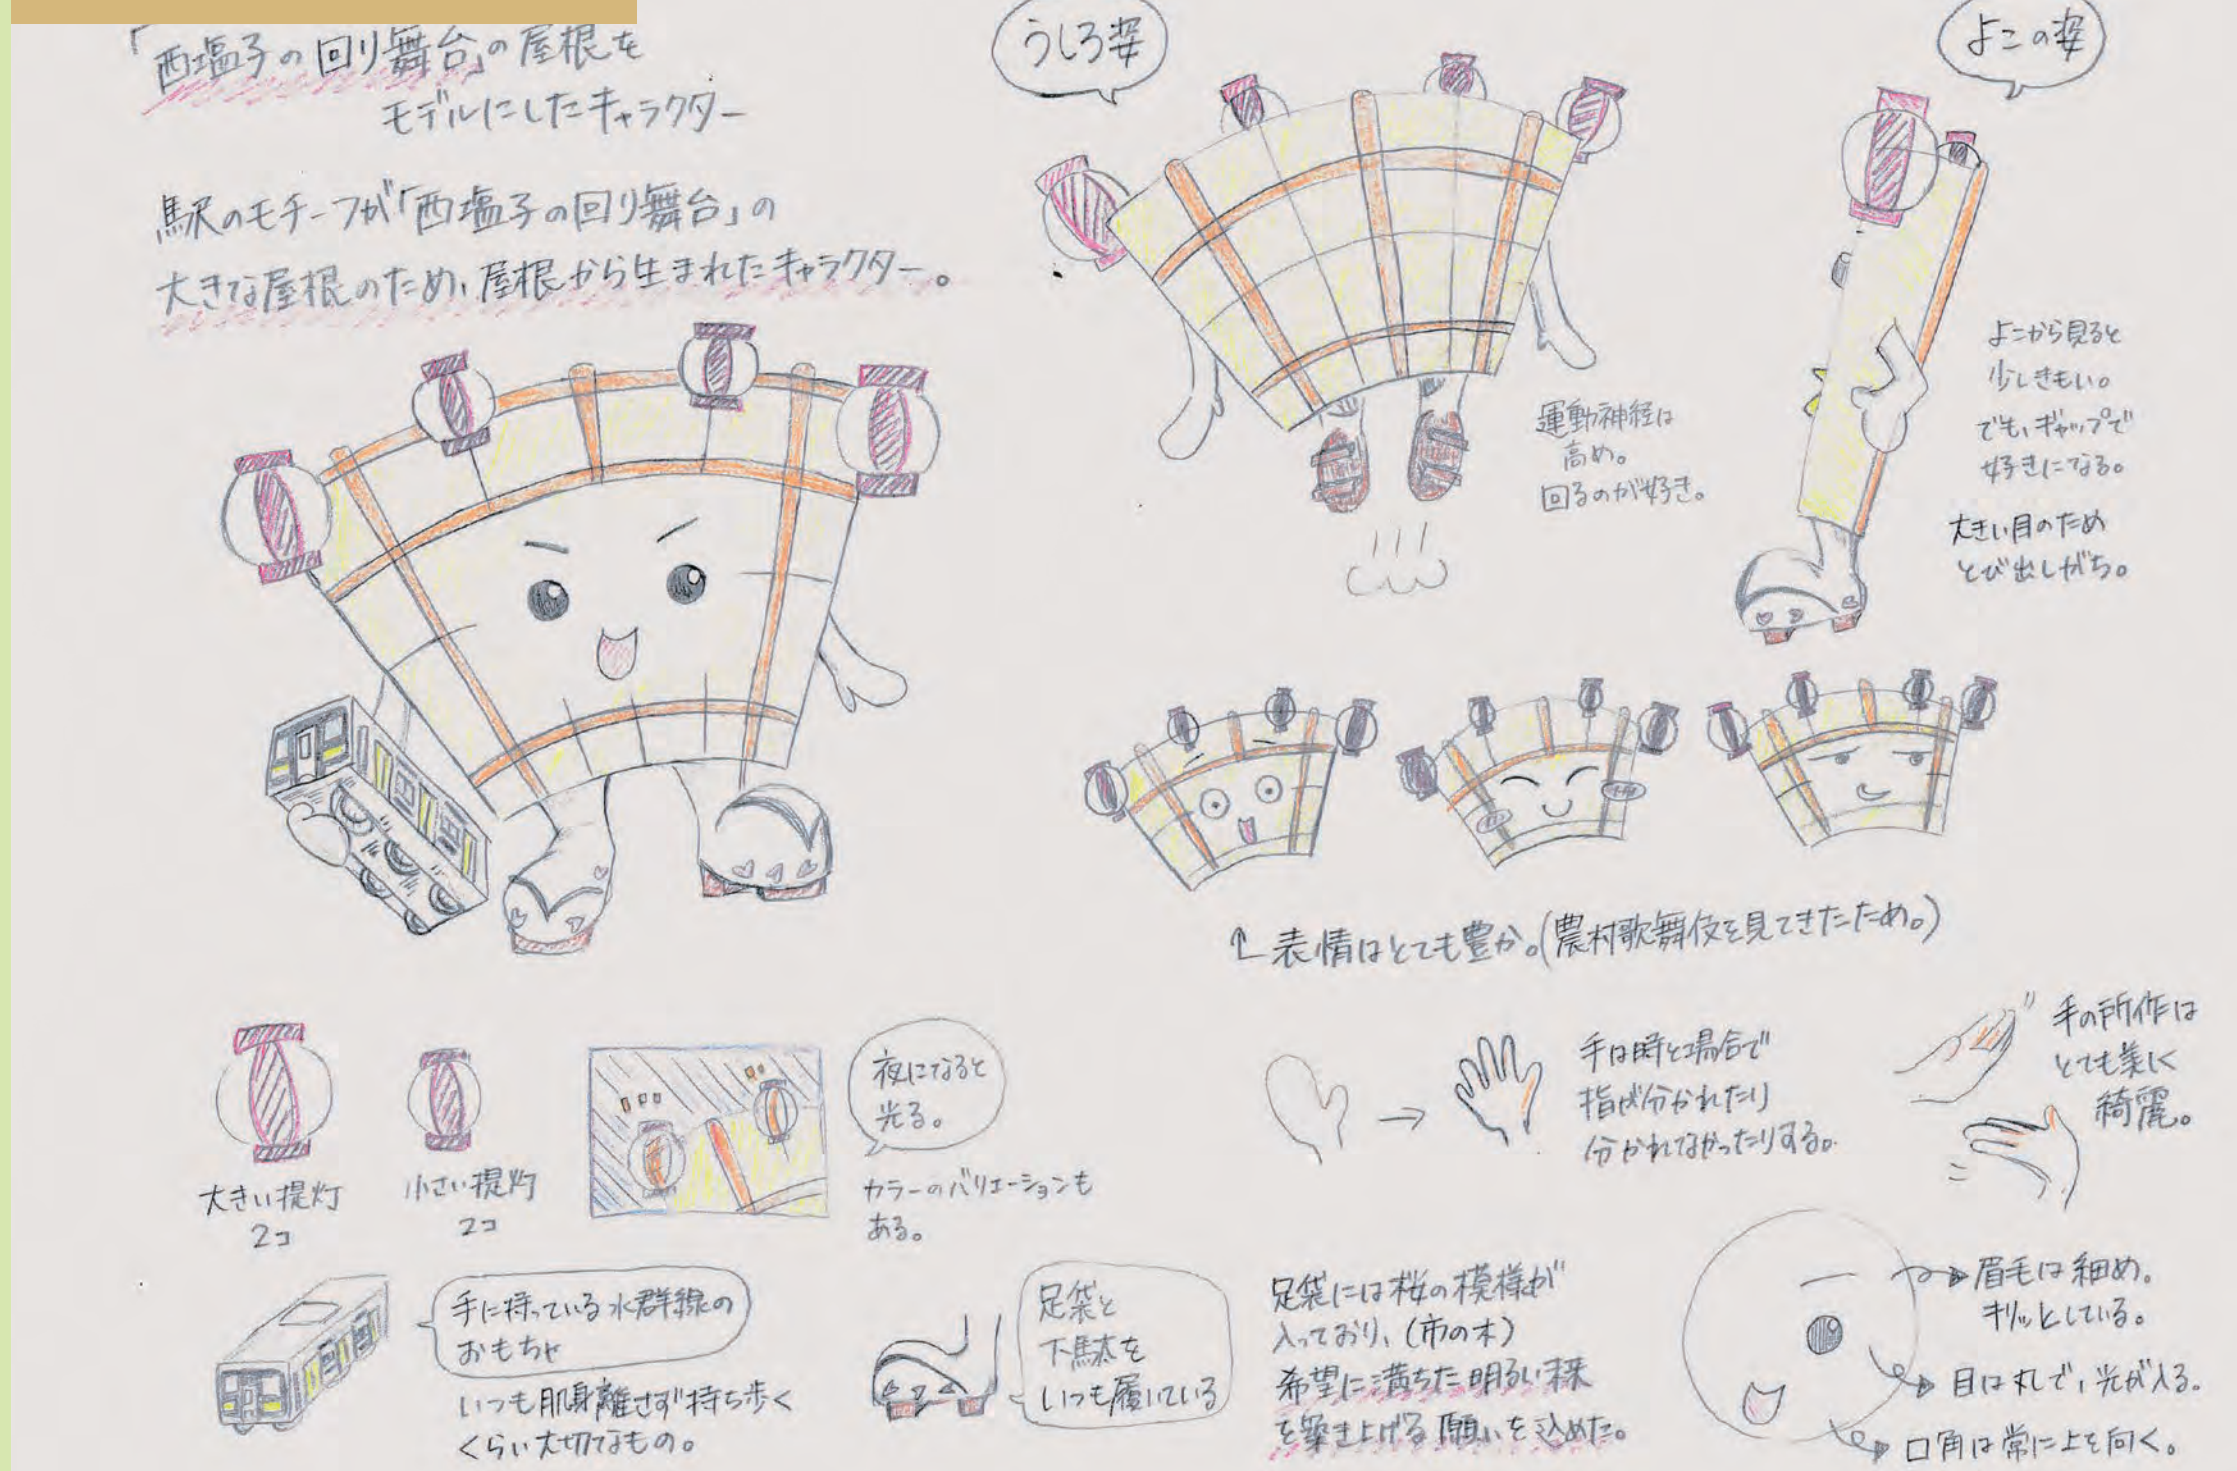 「西塩子の回り舞台」の屋根を
モデルにしたキャラクター
駅のモチーフが「西塩子の回り舞台」の
大きな屋根のため、屋根から生まれたキャラクター。
うしろ姿
よこの姿
運動神経は
高め。
回るのが好き。
よこから見ると
少しきもい。
でも、ギャップで
好きになる。
大きい目のため
とび出しがち。
↑表情はとても豊か。(農村歌舞伎を見てきたため。)
大きい提灯
2コ
小さい提灯
2コ
夜になると
光る。
カラーのバリエーションも
ある。
手は時と場合で
指が分かれたり
分かれてなかったりする。
手の所作は
とても美しく
綺麗。
手に持っている水群線の
おもちゃ
いつも肌身離さず持ち歩く
くらい大切なもの。
足袋と
下駄を
いつも履いている
足袋には桜の模様が
入っており、(市の木)
希望に満ちた明るい未来
を築き上げる願いを込めた。
眉毛は細め。
キリッとしている。
目は丸で、光が入る。
口角は常に上を向く。